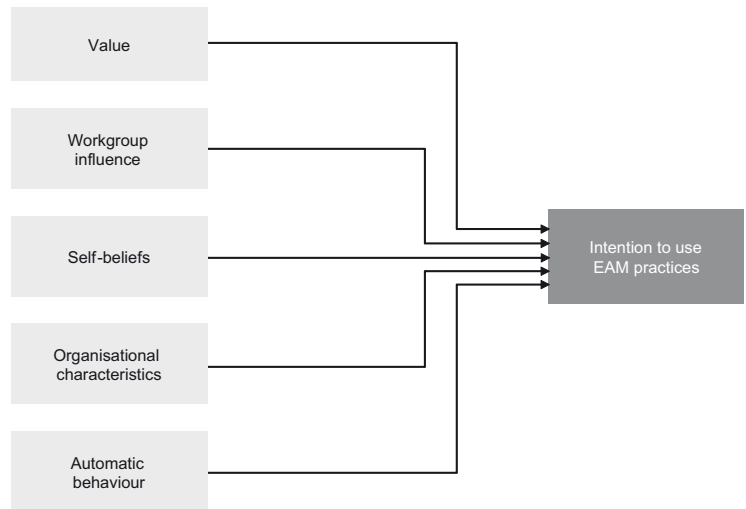 Value
Workgroup
influence
Self-beliefs
Organisational
characteristics
Automatic
behaviour
Intention to use
EAM practices